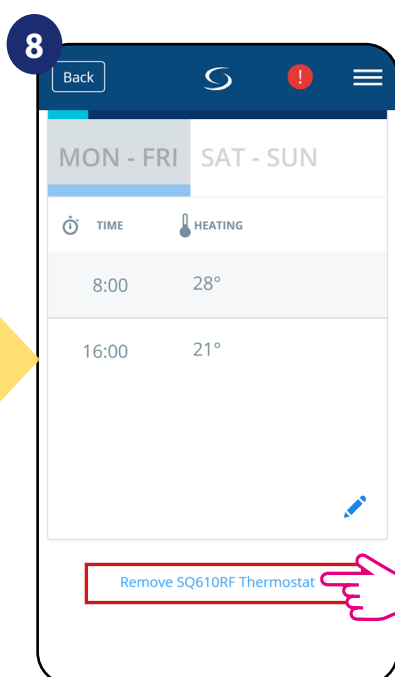 8
Back
!
MON - FRI SAT - SUN
TIME HEATING
8:00 28°
16:00 21°
Remove SQ610RF Thermostat